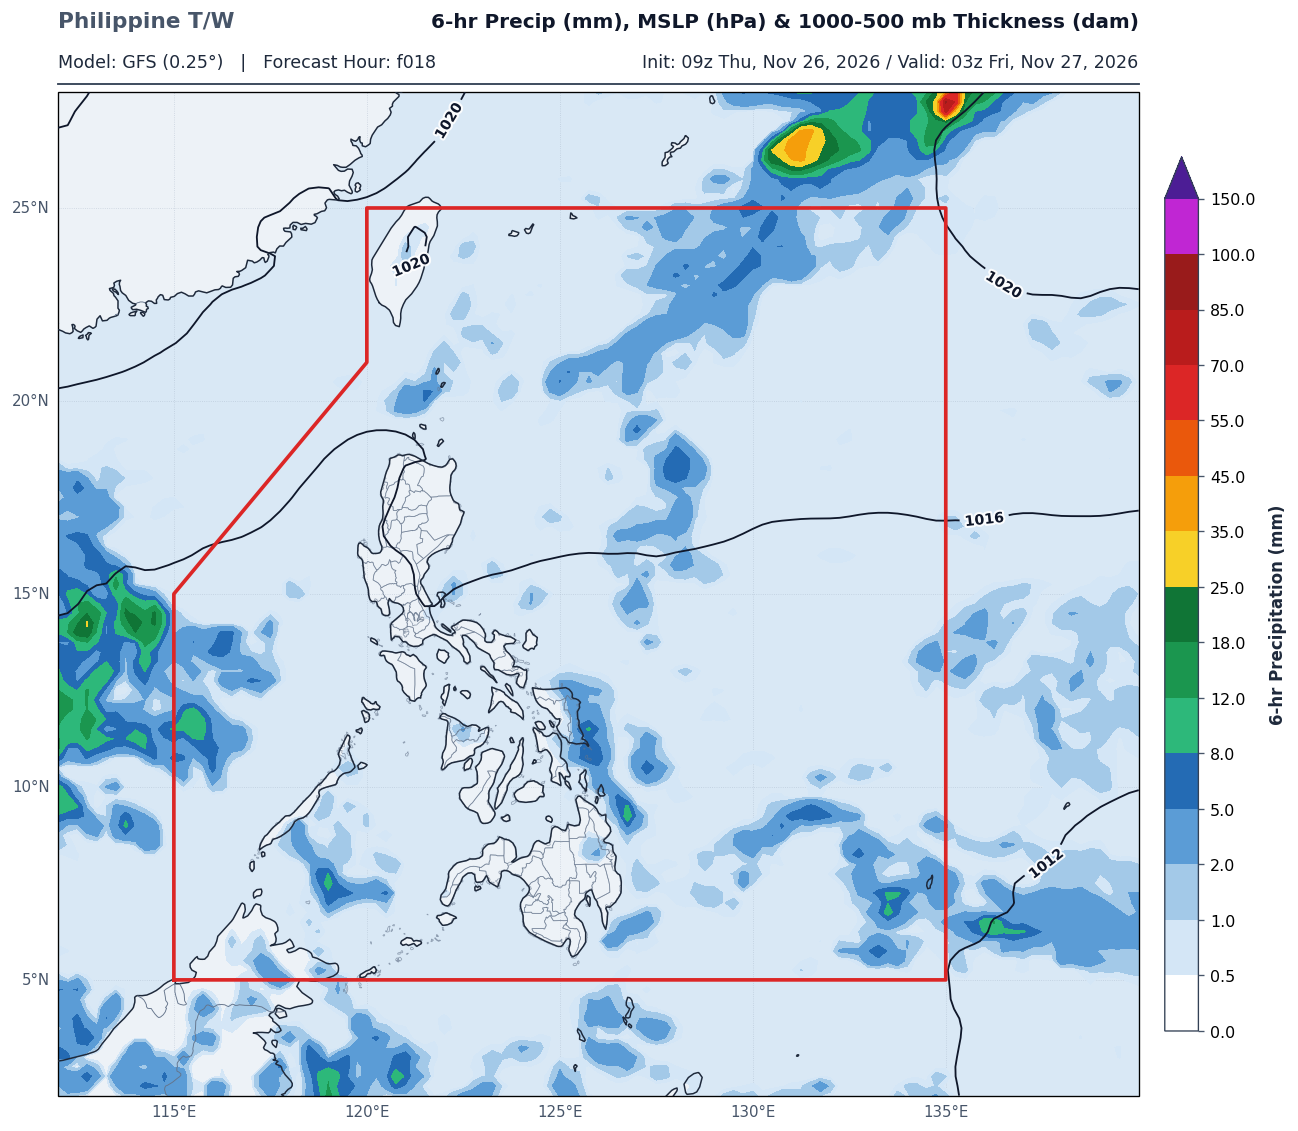 Philippine T/W
6-hr Precip (mm), MSLP (hPa) & 1000-500 mb Thickness (dam)
Model: GFS (0.25°) | Forecast Hour: f018
Init: 09z Thu, Nov 26, 2026 / Valid: 03z Fri, Nov 27, 2026
1020
1020
1020
1016
1012
25°N
20°N
15°N
10°N
5°N
115°E
120°E
125°E
130°E
135°E
150.0
100.0
85.0
70.0
55.0
45.0
35.0
25.0
18.0
12.0
8.0
5.0
2.0
1.0
0.5
0.0
6-hr Precipitation (mm)